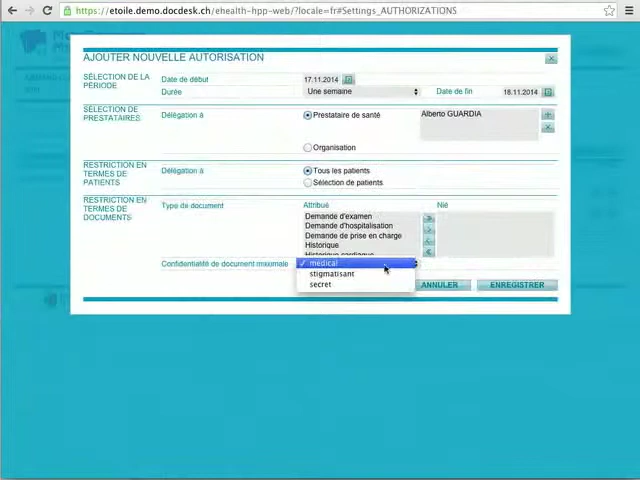 https://etoile.demo.docdesk.ch/ehealth-hpp-web/?locale=fr#Settings_AUTHORIZATIONS
AJOUTER NOUVELLE AUTORISATION
SÉLECTION DE LA PÉRIODE
Date de début 17.11.2014
Durée Une semaine Date de fin 18.11.2014
SÉLECTION DE PRESTATAIRES
Délégation à Prestataire de santé Alberto GUARDIA
Organisation
RESTRICTION EN TERMES DE PATIENTS
Délégation à Tous les patients
Sélection de patients
RESTRICTION EN TERMES DE DOCUMENTS
Type de document Attribué Nié
Demande d'examen
Demande d'hospitalisation
Demande de prise en charge
Historique
Historique cardiaque
Confidentialité de document maximale
médical
stigmatisant
secret
ANNULER ENREGISTRER